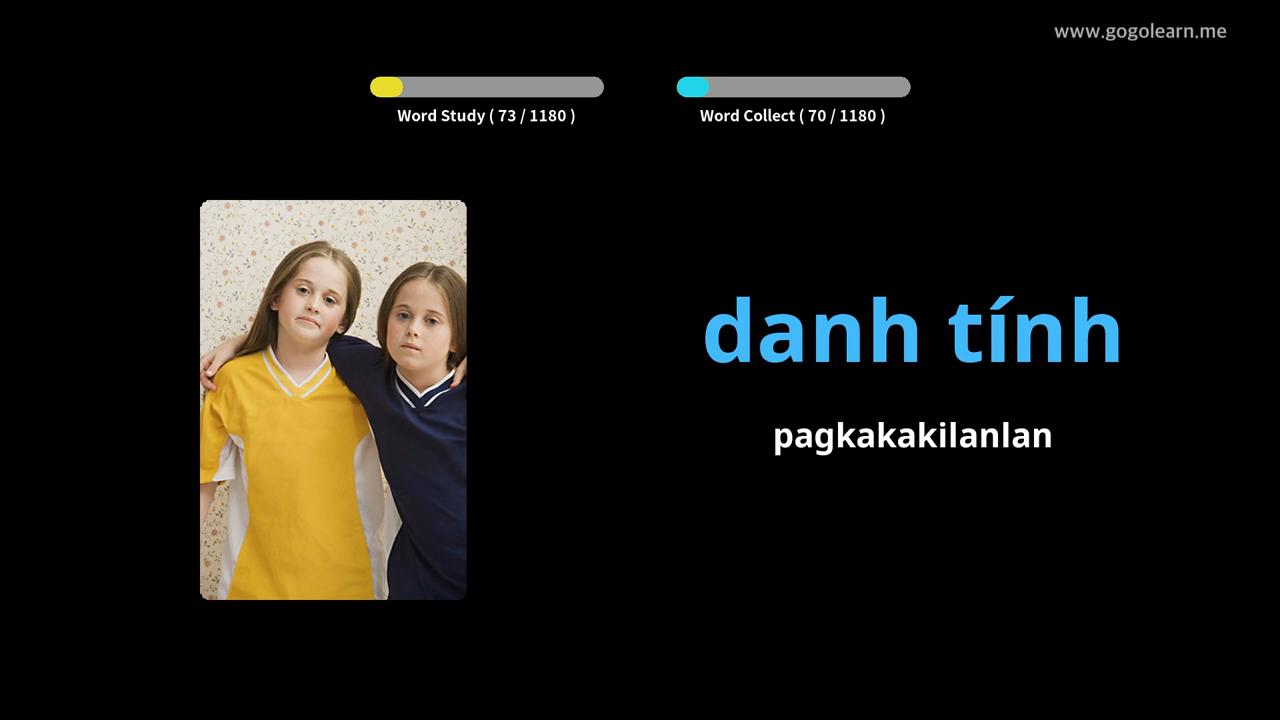 www.gogolearn.me
Word Study ( 73 / 1180 )
Word Collect ( 70 / 1180 )
danh tính
pagkakakilanlan